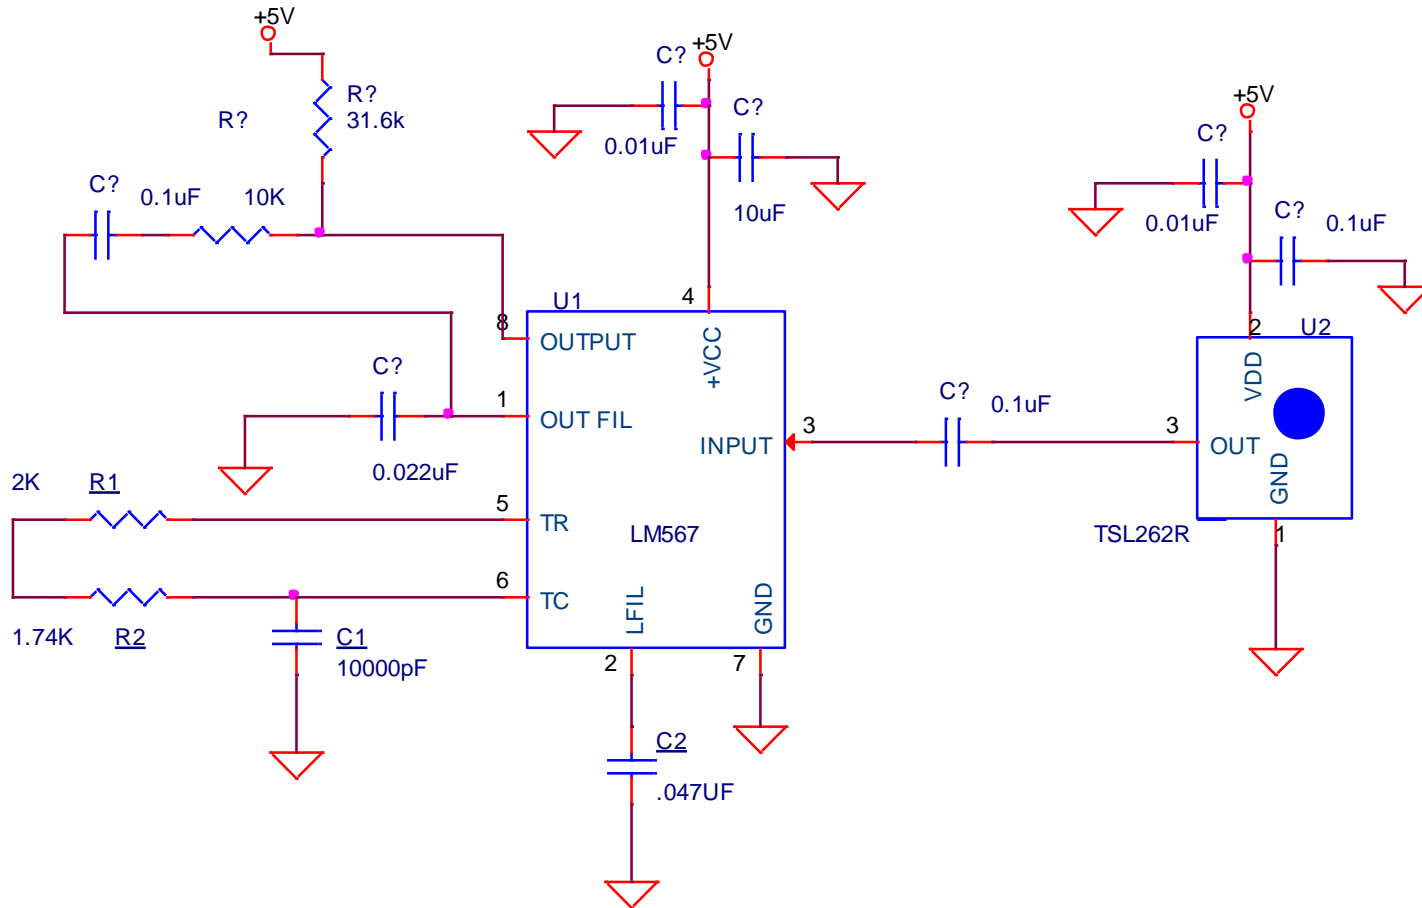 +5V
R?
31.6k
R?
C?
0.1uF
10K
C?
+5V
0.01uF
C?
10uF
+5V
C?
0.01uF
C?
0.1uF
U1
4
8
OUTPUT
+VCC
C?
0.022uF
1
OUT FIL
INPUT
3
C?
0.1uF
3
OUT
2
U2
VDD
GND
1
TSL262R
2K
R1
5
TR
LM567
6
TC
1.74K
R2
C1
10000pF
LFIL
GND
2
7
C2
.047UF